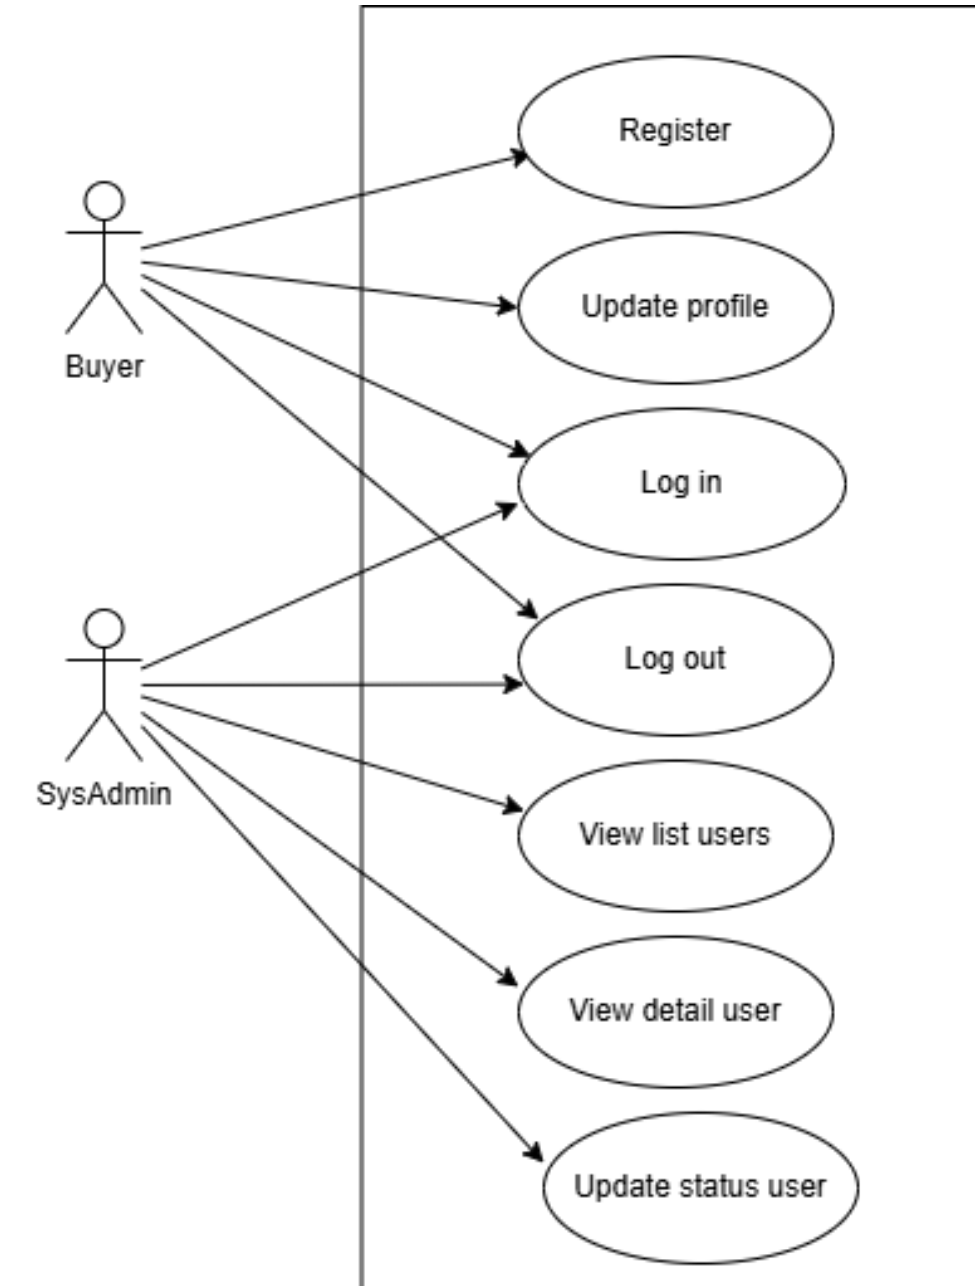 Register
Update profile
Buyer
Log in
Log out
SysAdmin
View list users
View detail user
Update status user